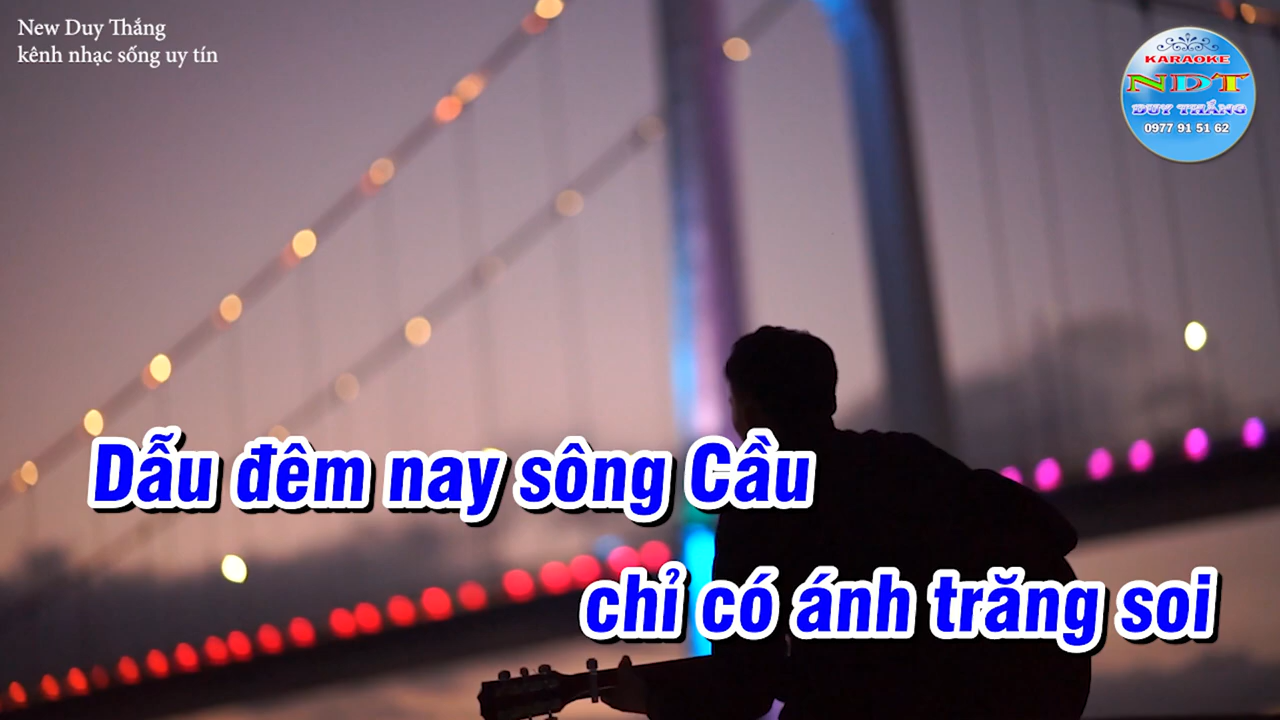 New Duy Thắng
kênh nhạc sống uy tín
KARAOKE
NDT
DUY THẮNG
0977 91 51 62
Dẫu đêm nay sông Cầu
chỉ có ánh trăng soi